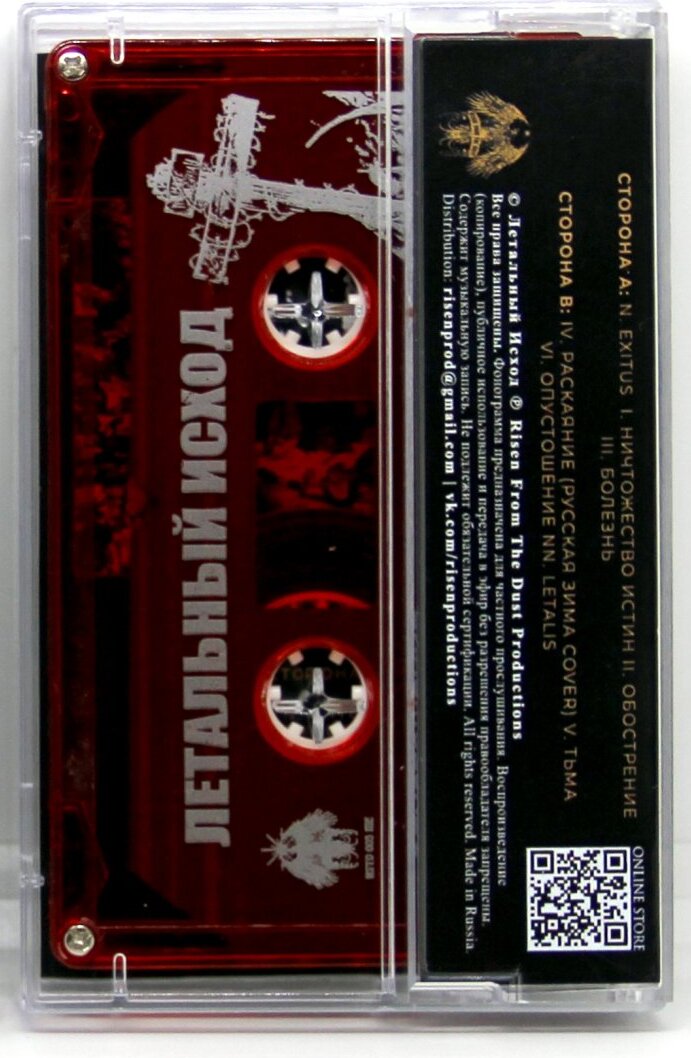 СТОРОНА А: N. EXITUS I. НИЧТОЖЕСТВО ИСТИН II. ОБОСТРЕНИЕ
III. БОЛЕЗНЬ
СТОРОНА B: IV. РАСКАЯНИЕ (РУССКАЯ ЗИМА COVER) V. ТЬМА
VI. ОПУСТОШЕНИЕ NN. LETALIS
© Летальный Исход ℗ Risen From The Dust Productions
Все права защищены. Фонограмма предназначена для частного прослушивания. Воспроизведение
(копирование), публичное использование и передача в эфир без разрешения правообладателя запрещены.
Содержит музыкальную запись. Не подлежит обязательной сертификации. All rights reserved. Made in Russia.
Distribution: risenprod@gmail.com | vk.com/risenproductions
ONLINE STORE
ЛЕТАЛЬНЫЙ ИСХОД